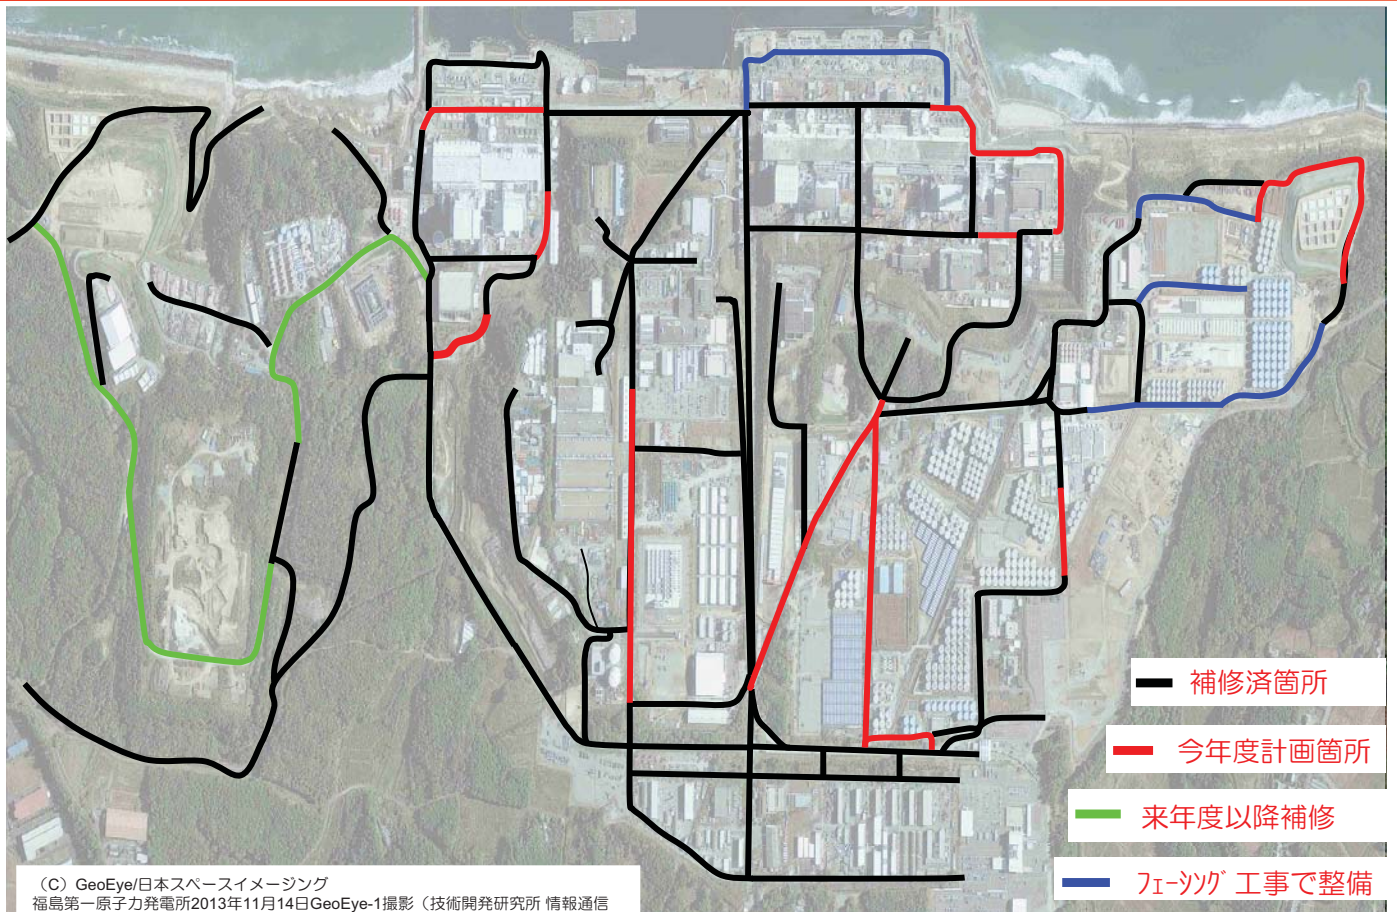 補修済箇所
今年度計画箇所
来年度以降補修
ﾌｪｰｼﾝｸﾞ工事で整備
（C）GeoEye/日本スペースイメージング
福島第一原子力発電所2013年11月14日GeoEye-1撮影（技術開発研究所 情報通信